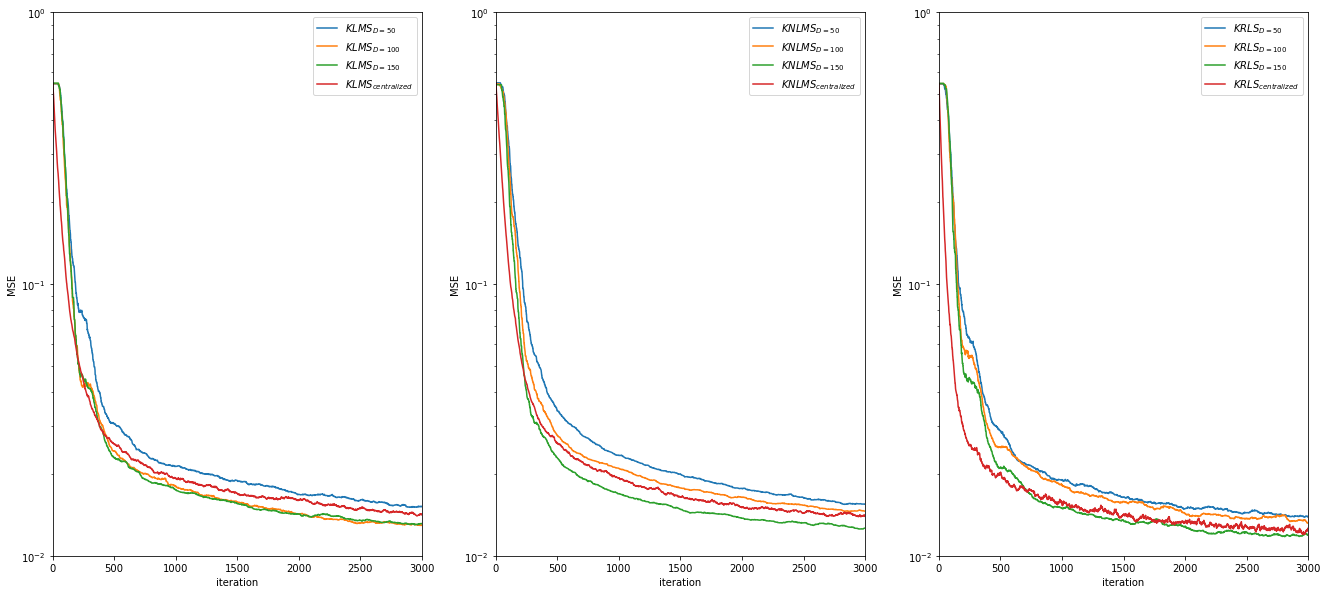 10⁰
10⁻¹
10⁻²
MSE
0
500
1000
1500
2000
2500
3000
iteration
KLMS_{D=50}
KLMS_{D=100}
KLMS_{D=150}
KLMS_{centralized}
10⁰
10⁻¹
10⁻²
MSE
0
500
1000
1500
2000
2500
3000
iteration
KNLMS_{D=50}
KNLMS_{D=100}
KNLMS_{D=150}
KNLMS_{centralized}
10⁰
10⁻¹
10⁻²
MSE
0
500
1000
1500
2000
2500
3000
iteration
KRLS_{D=50}
KRLS_{D=100}
KRLS_{D=150}
KRLS_{centralized}